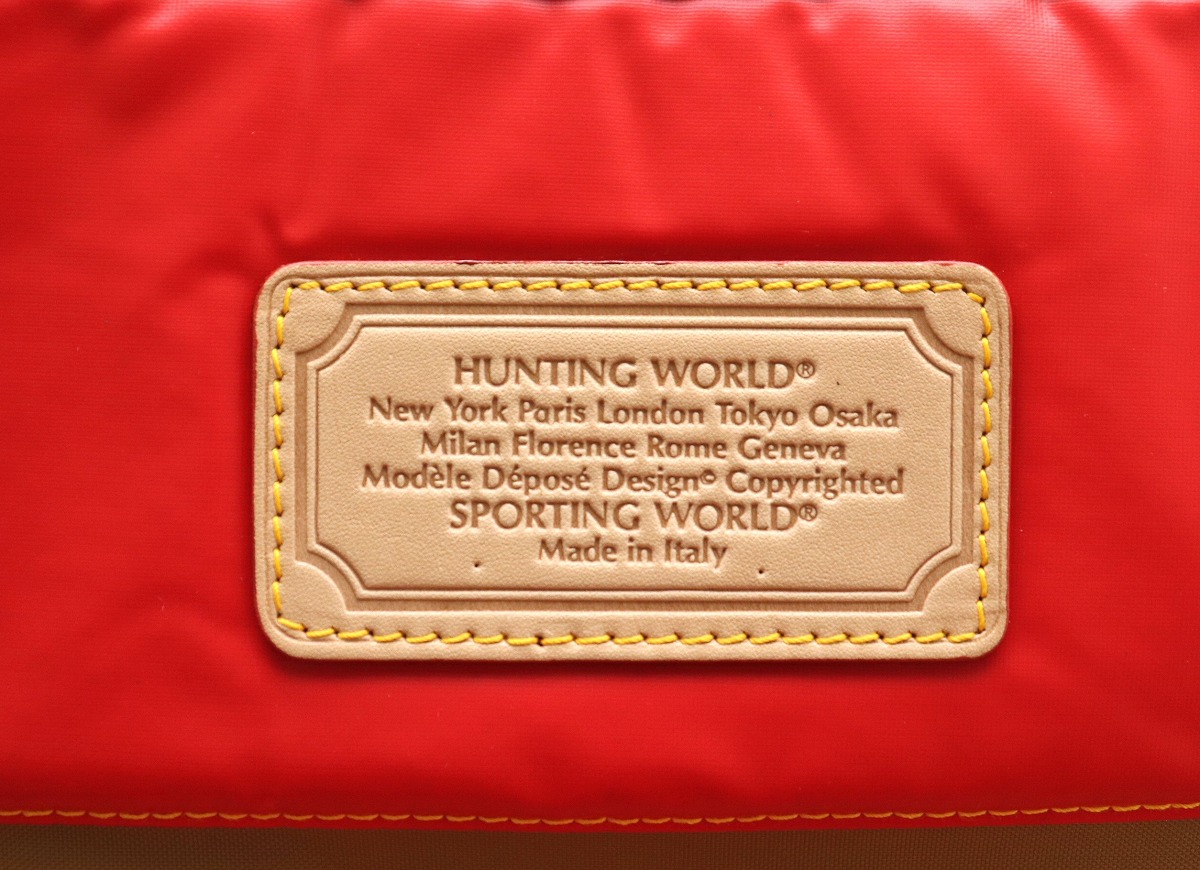 HUNTING WORLD®
New York Paris London Tokyo Osaka
Milan Florence Rome Geneva
Modèle Déposé Design© Copyrighted
SPORTING WORLD®
Made in Italy